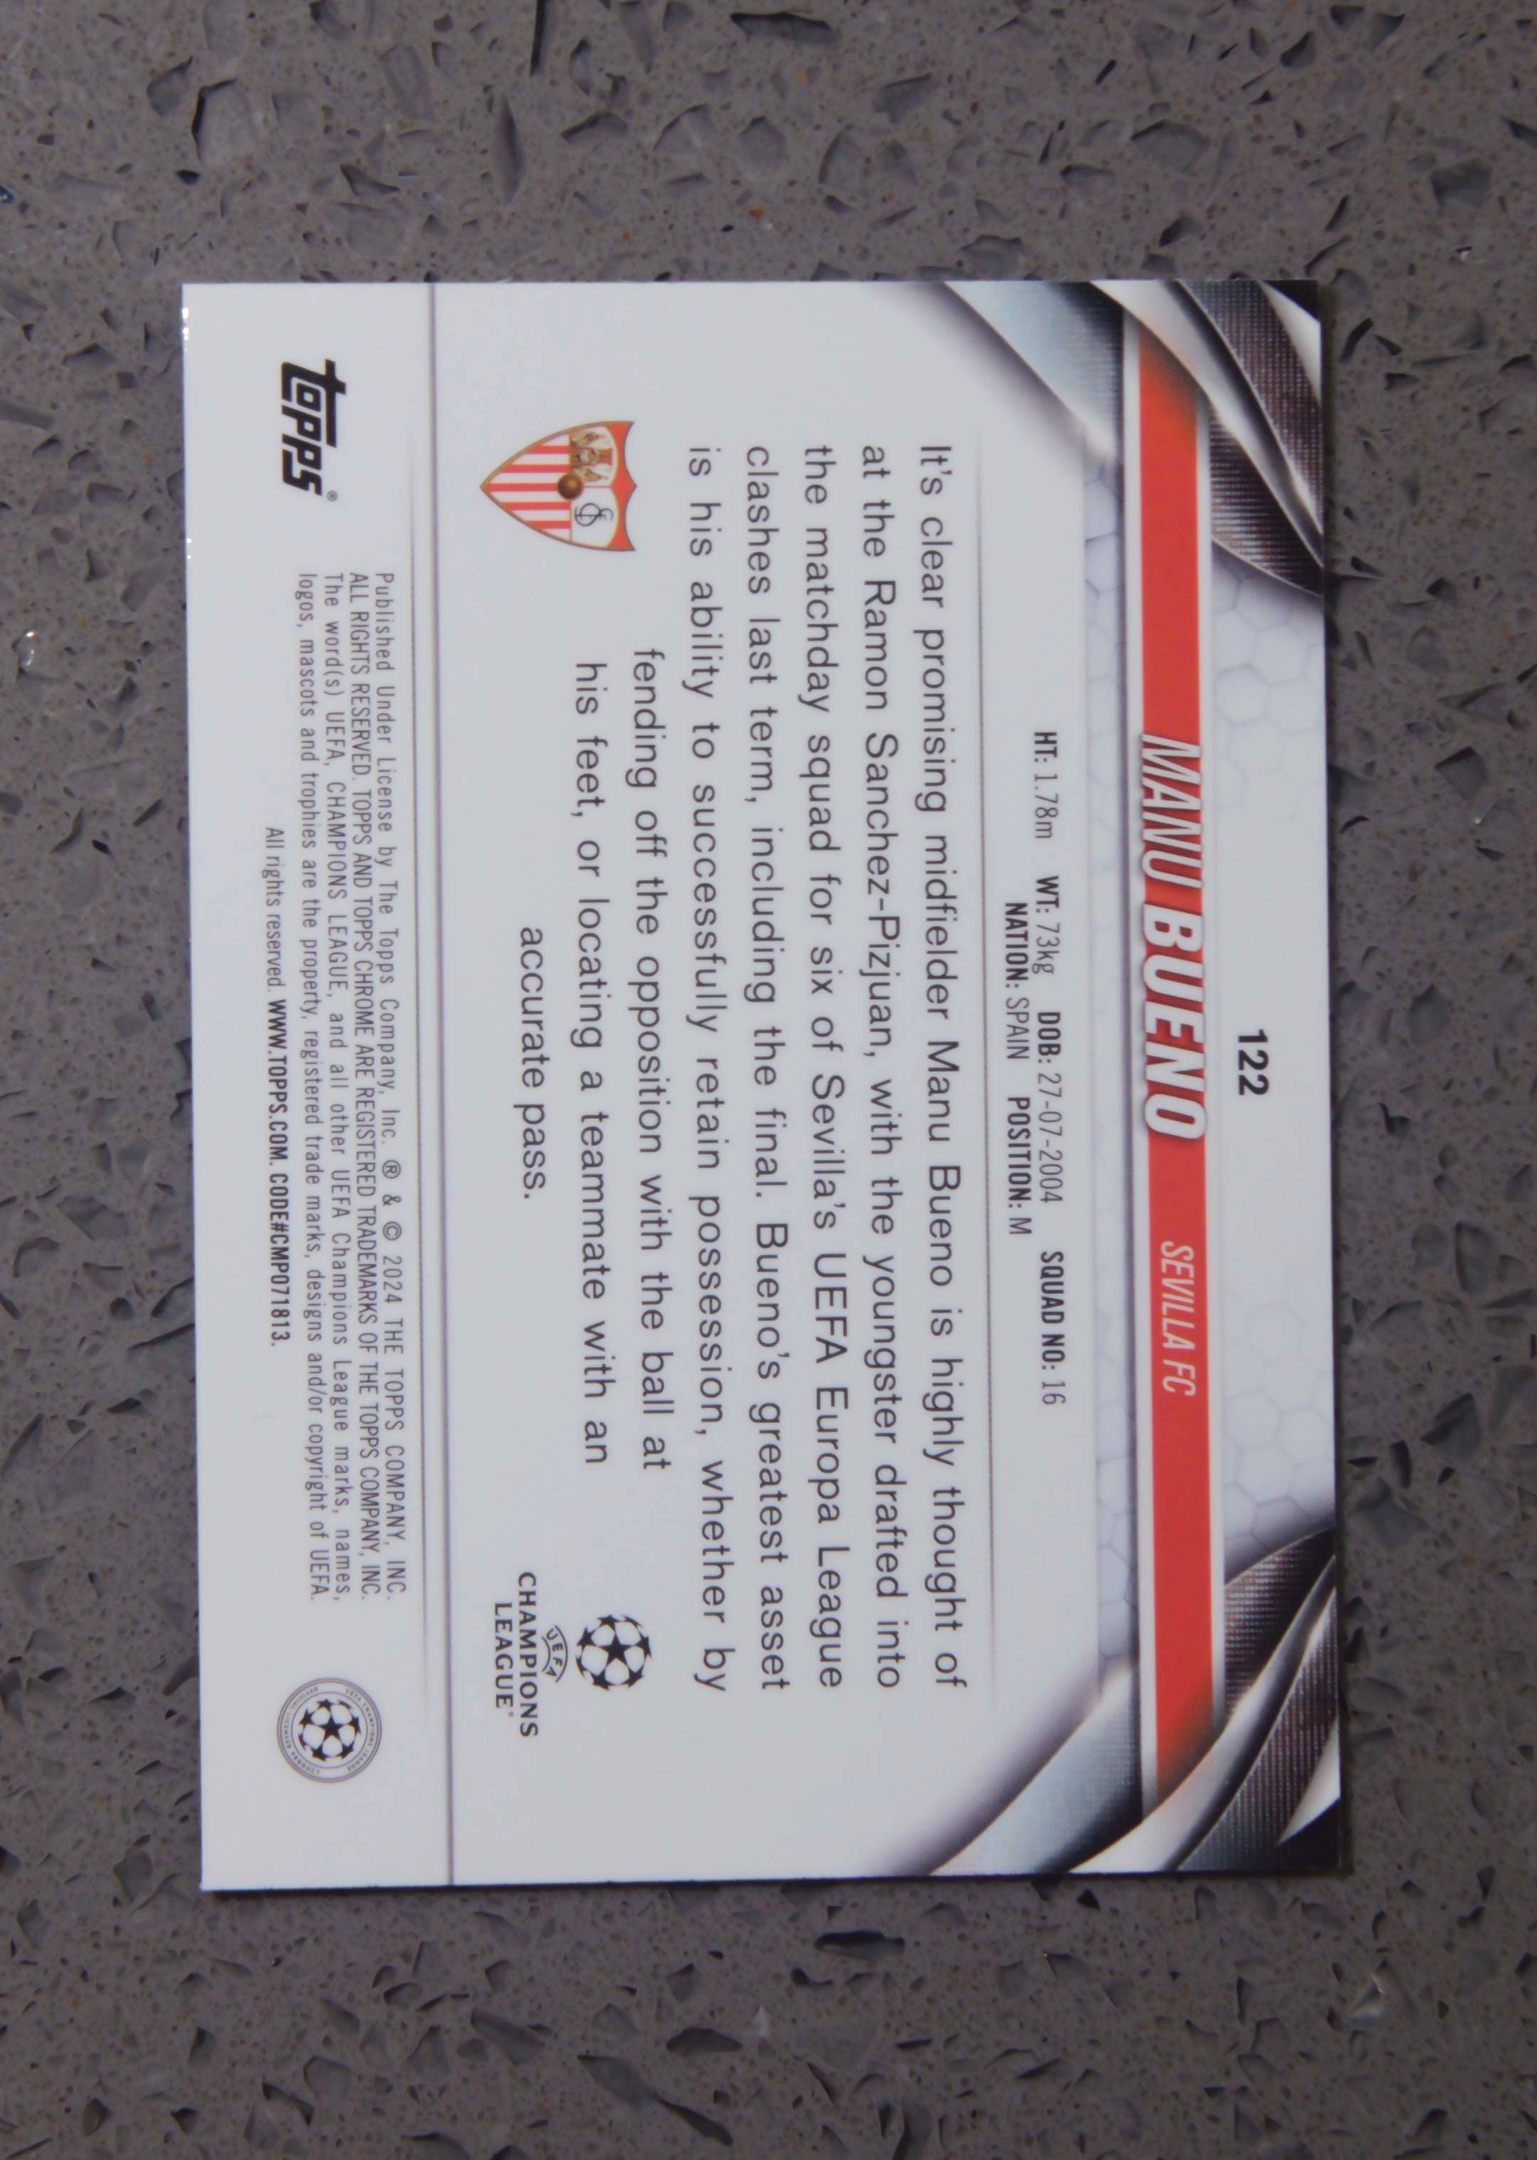 122
MANU BUENO SEVILLA FC
HT: 1.78m WT: 73kg DOB: 27-07-2004 SQUAD NO: 16
NATION: SPAIN POSITION: M
It's clear promising midfielder Manu Bueno is highly thought of
at the Ramon Sanchez-Pizjuan, with the youngster drafted into
the matchday squad for six of Sevilla's UEFA Europa League
clashes last term, including the final. Bueno's greatest asset
is his ability to successfully retain possession, whether by
fending off the opposition with the ball at
his feet, or locating a teammate with an
accurate pass.
UEFA
CHAMPIONS
LEAGUE®
topps®
Published Under License by The Topps Company, Inc. ® & © 2024 THE TOPPS COMPANY, INC.
ALL RIGHTS RESERVED. TOPPS AND TOPPS CHROME ARE REGISTERED TRADEMARKS OF THE TOPPS COMPANY, INC.
The word(s) UEFA, CHAMPIONS LEAGUE, and all other UEFA Champions League marks, names,
logos, mascots and trophies are the property, registered trade marks, designs and/or copyright of UEFA.
All rights reserved. WWW.TOPPS.COM. CODE#CMP071813.